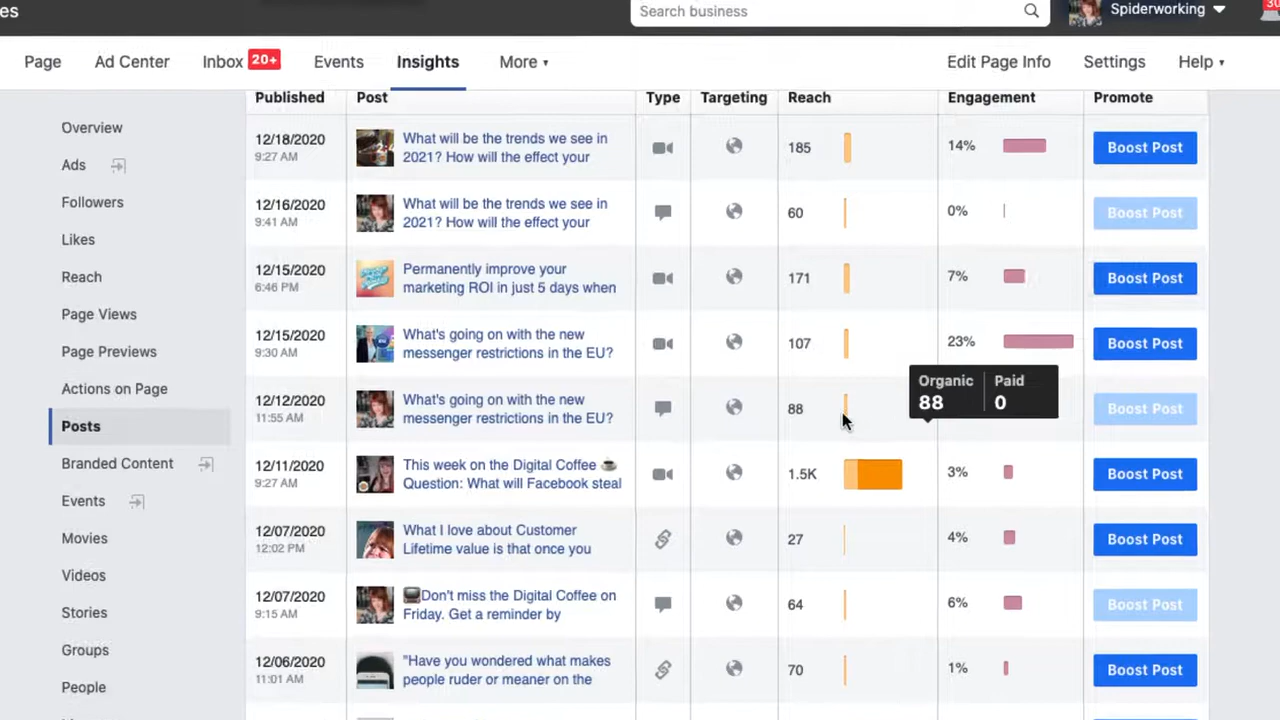 es
Search business
Spiderworking
30
Page
Ad Center
Inbox 20+
Events
Insights
More
Edit Page Info
Settings
Help
Overview
Ads
Followers
Likes
Reach
Page Views
Page Previews
Actions on Page
Posts
Branded Content
Events
Movies
Videos
Stories
Groups
People
Published Post Type Targeting Reach Engagement Promote
12/18/2020
9:27 AM
What will be the trends we see in
2021? How will the effect your
185
14%
Boost Post
12/16/2020
9:41 AM
What will be the trends we see in
2021? How will the effect your
60
0%
Boost Post
12/15/2020
6:46 PM
Permanently improve your
marketing ROI in just 5 days when
171
7%
Boost Post
12/15/2020
9:30 AM
What's going on with the new
messenger restrictions in the EU?
107
23%
Boost Post
12/12/2020
11:55 AM
What's going on with the new
messenger restrictions in the EU?
88
Organic Paid
88 0
Boost Post
12/11/2020
9:27 AM
This week on the Digital Coffee ☕
Question: What will Facebook steal
1.5K
3%
Boost Post
12/07/2020
12:02 PM
What I love about Customer
Lifetime value is that once you
27
4%
Boost Post
12/07/2020
9:15 AM
Don't miss the Digital Coffee on
Friday. Get a reminder by
64
6%
Boost Post
12/06/2020
11:01 AM
"Have you wondered what makes
people ruder or meaner on the
70
1%
Boost Post